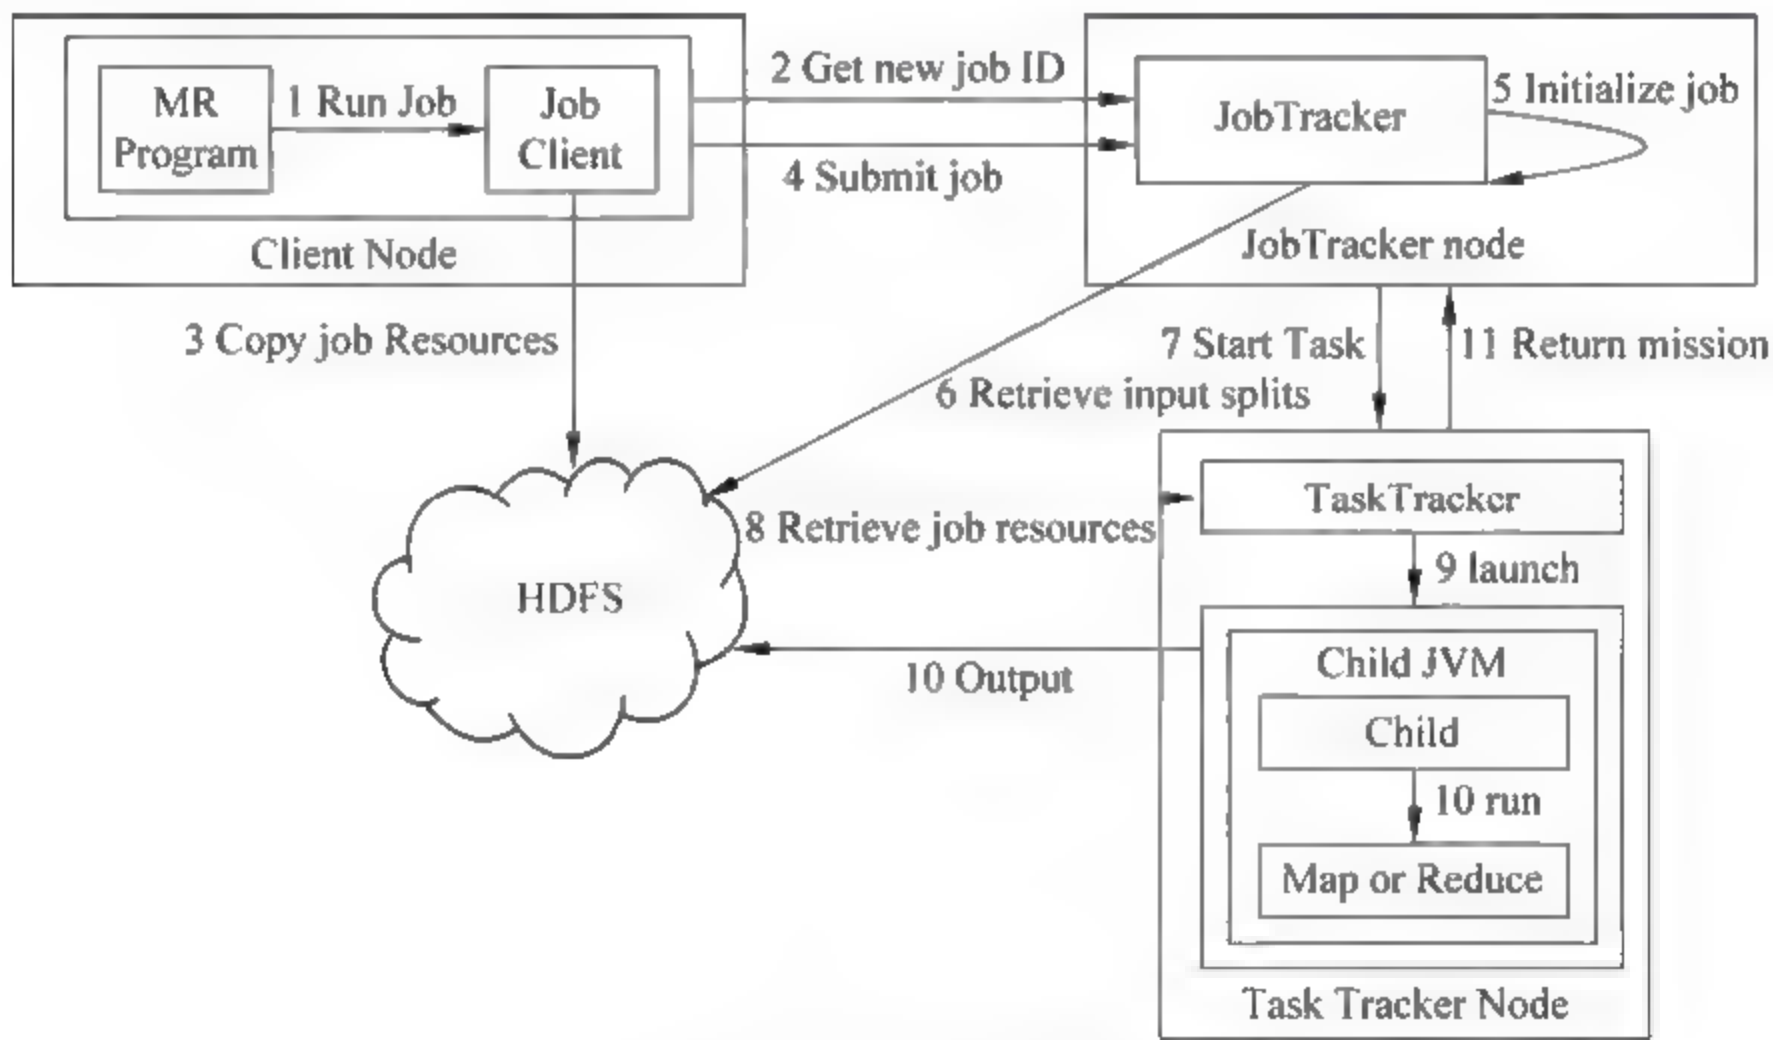 MR
Program
1 Run Job
Job
Client
Client Node
2 Get new job ID
4 Submit job
JobTracker
5 Initialize job
JobTracker node
3 Copy job Resources
6 Retrieve input splits
7 Start Task
11 Return mission
HDFS
8 Retrieve job resources
TaskTracker
9 launch
10 Output
Child JVM
Child
10 run
Map or Reduce
Task Tracker Node